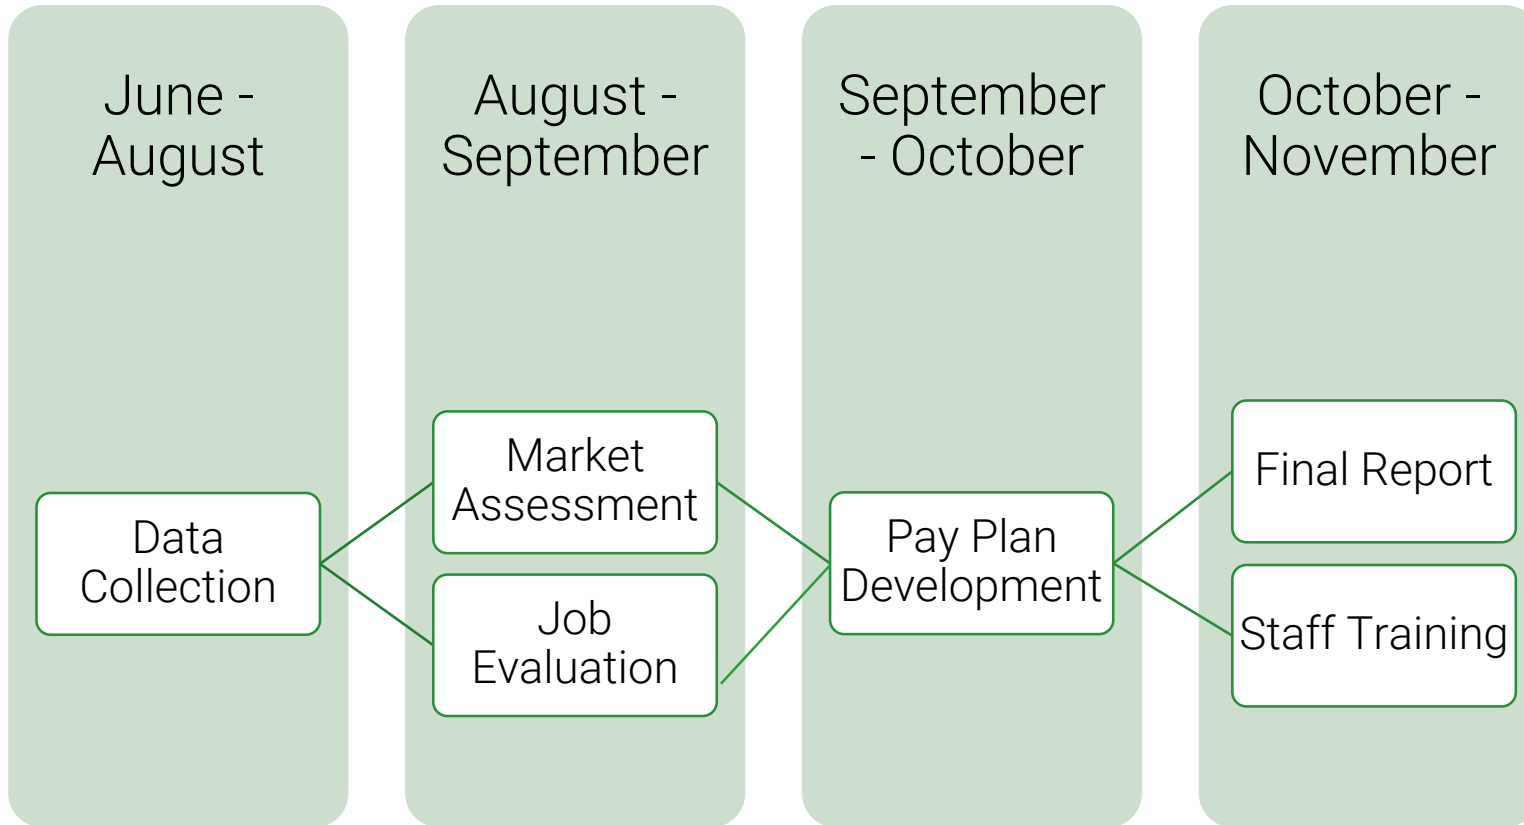 June -
August
Data
Collection
August -
September
Market
Assessment
Job
Evaluation
September
- October
Pay Plan
Development
October -
November
Final Report
Staff Training